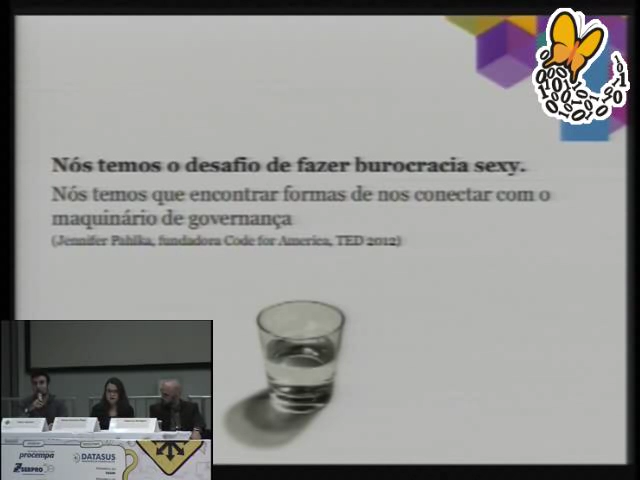 Nós temos o desafio de fazer burocracia sexy.
Nós temos que encontrar formas de nos conectar com o
maquinário de governança
(Jennifer Pahlka, fundadora Code for America, TED 2012)
procempa
SERPRO
DATASUS